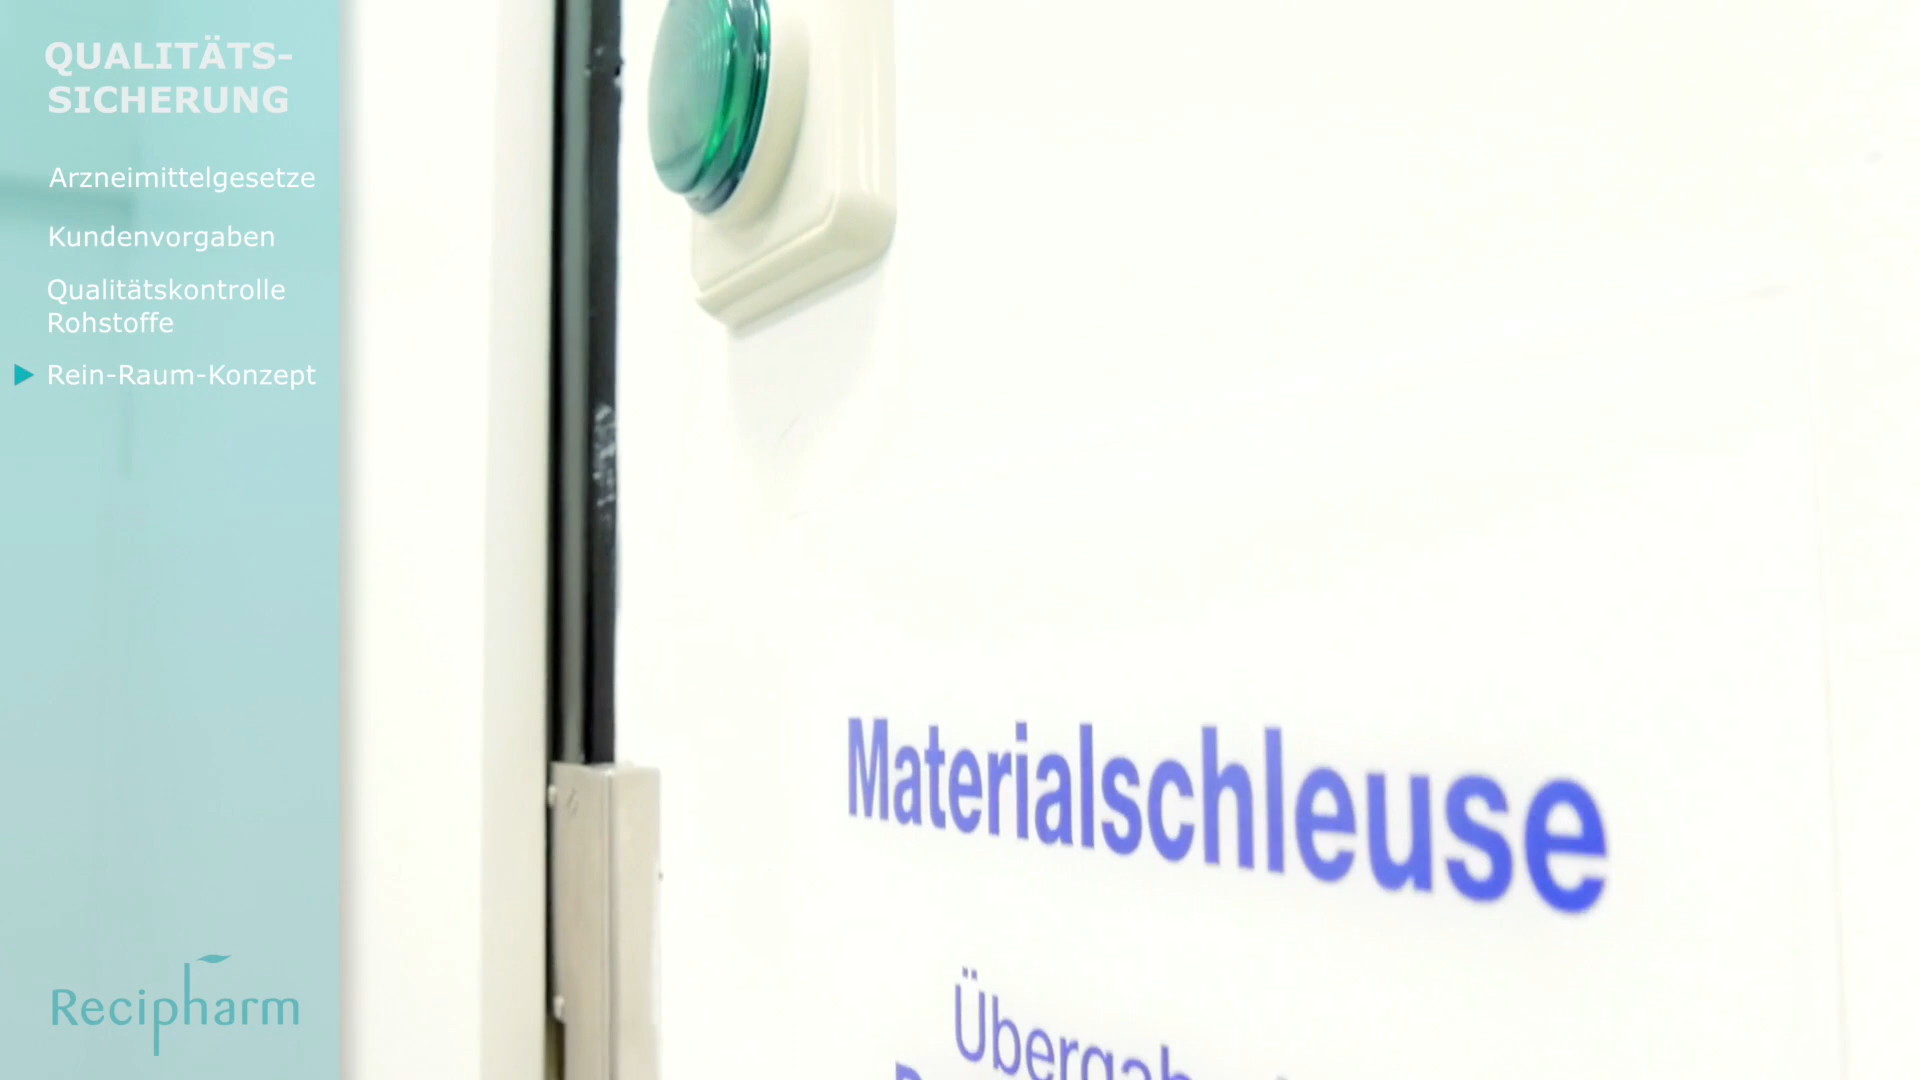 QUALITÄTS-
SICHERUNG
Arzneimittelgesetze
Kundenvorgaben
Qualitätskontrolle
Rohstoffe
Rein-Raum-Konzept
Recipharm
Materialschleuse